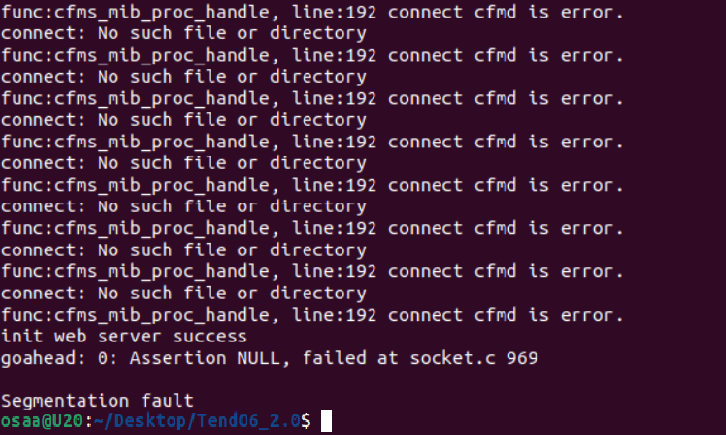 func:cfms_mib_proc_handle, line:192 connect cfmd is error.
connect: No such file or directory
func:cfms_mib_proc_handle, line:192 connect cfmd is error.
connect: No such file or directory
func:cfms_mib_proc_handle, line:192 connect cfmd is error.
connect: No such file or directory
func:cfms_mib_proc_handle, line:192 connect cfmd is error.
connect: No such file or directory
func:cfms_mib_proc_handle, line:192 connect cfmd is error.
connect: No such file or directory
func:cfms_mib_proc_handle, line:192 connect cfmd is error.
connect: No such file or directory
func:cfms_mib_proc_handle, line:192 connect cfmd is error.
connect: No such file or directory
func:cfms_mib_proc_handle, line:192 connect cfmd is error.
init web server success
goahead: 0: Assertion NULL, failed at socket.c 969
Segmentation fault
osaa@U20:~/Desktop/Tend06_2.0$